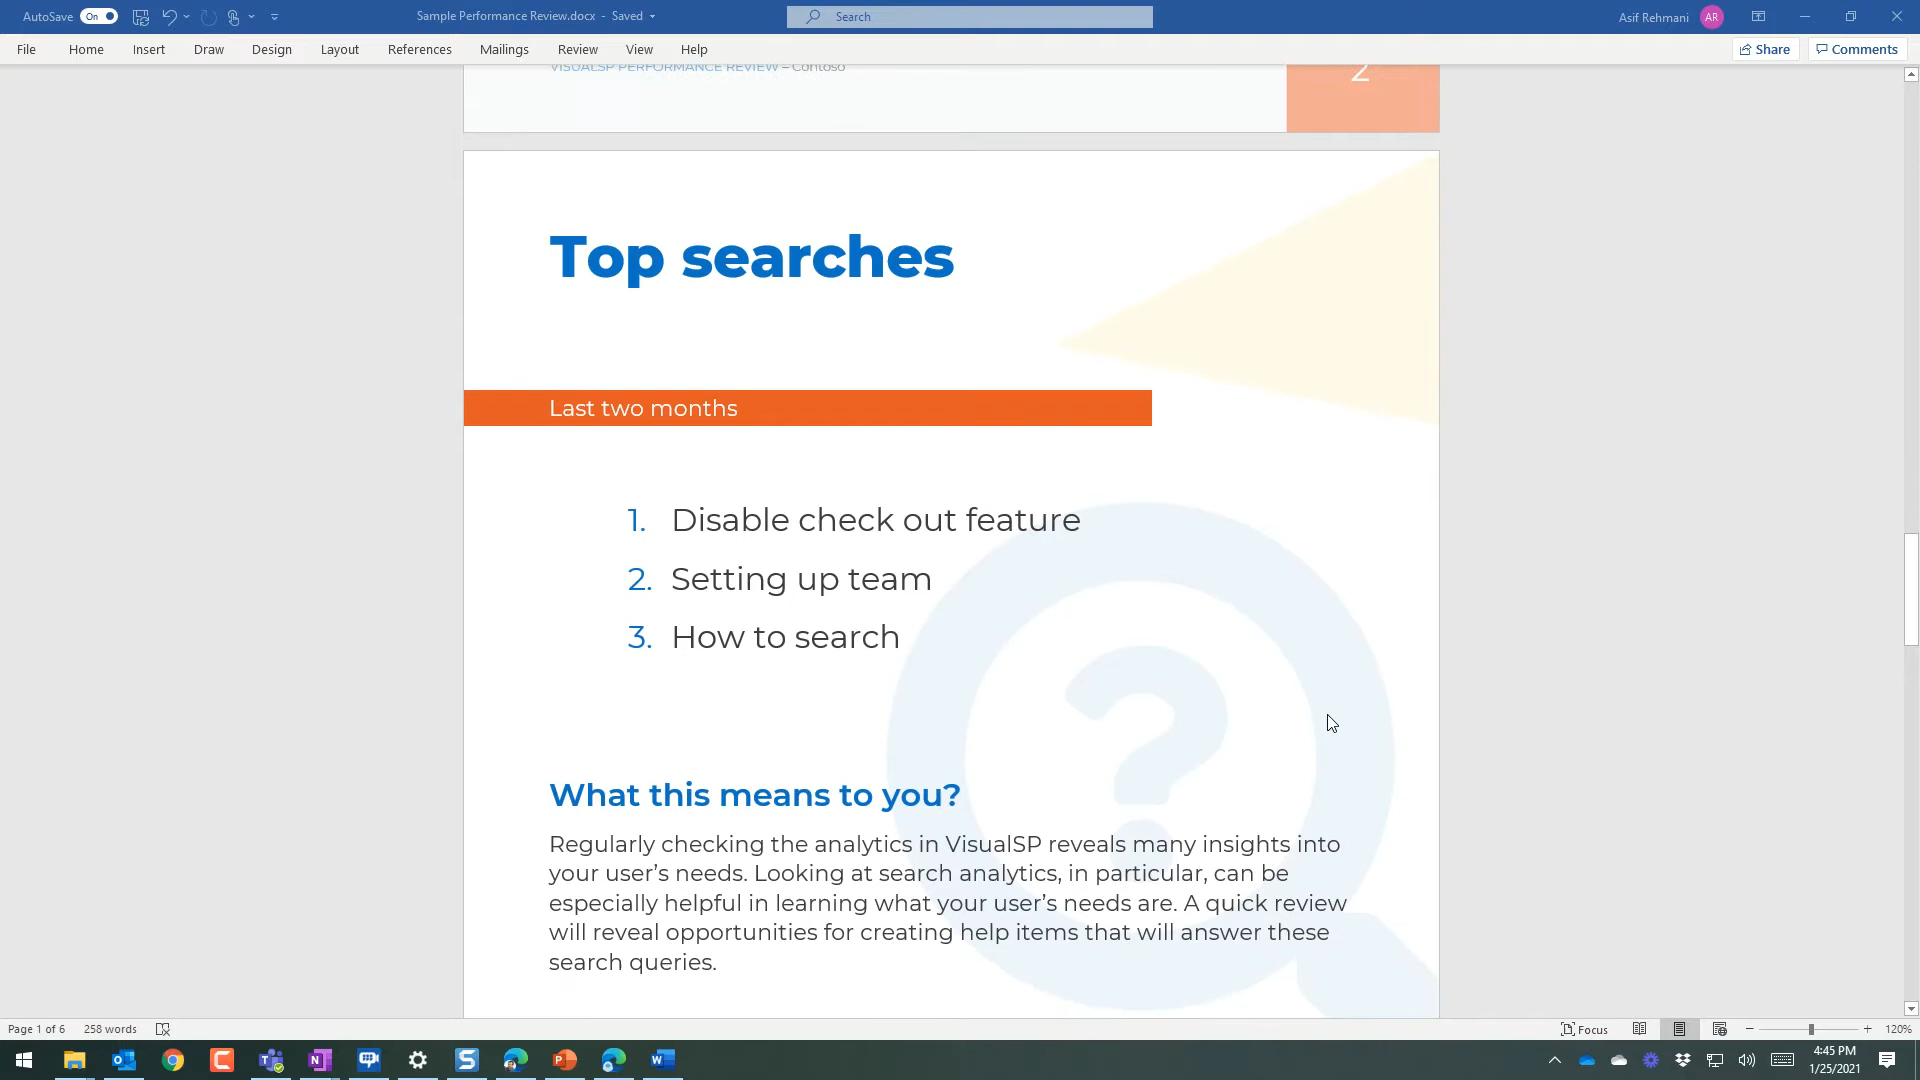 AutoSave On
Sample Performance Review.docx - Saved
Search
Asif Rehmani AR
File Home Insert Draw Design Layout References Mailings Review View Help
Share Comments
VISUALSP PERFORMANCE REVIEW – Contoso
2
Top searches
Last two months
1. Disable check out feature
2. Setting up team
3. How to search
What this means to you?
Regularly checking the analytics in VisualSP reveals many insights into
your user’s needs. Looking at search analytics, in particular, can be
especially helpful in learning what your user’s needs are. A quick review
will reveal opportunities for creating help items that will answer these
search queries.
Page 1 of 6 258 words
Focus
120%
4:45 PM
1/25/2021